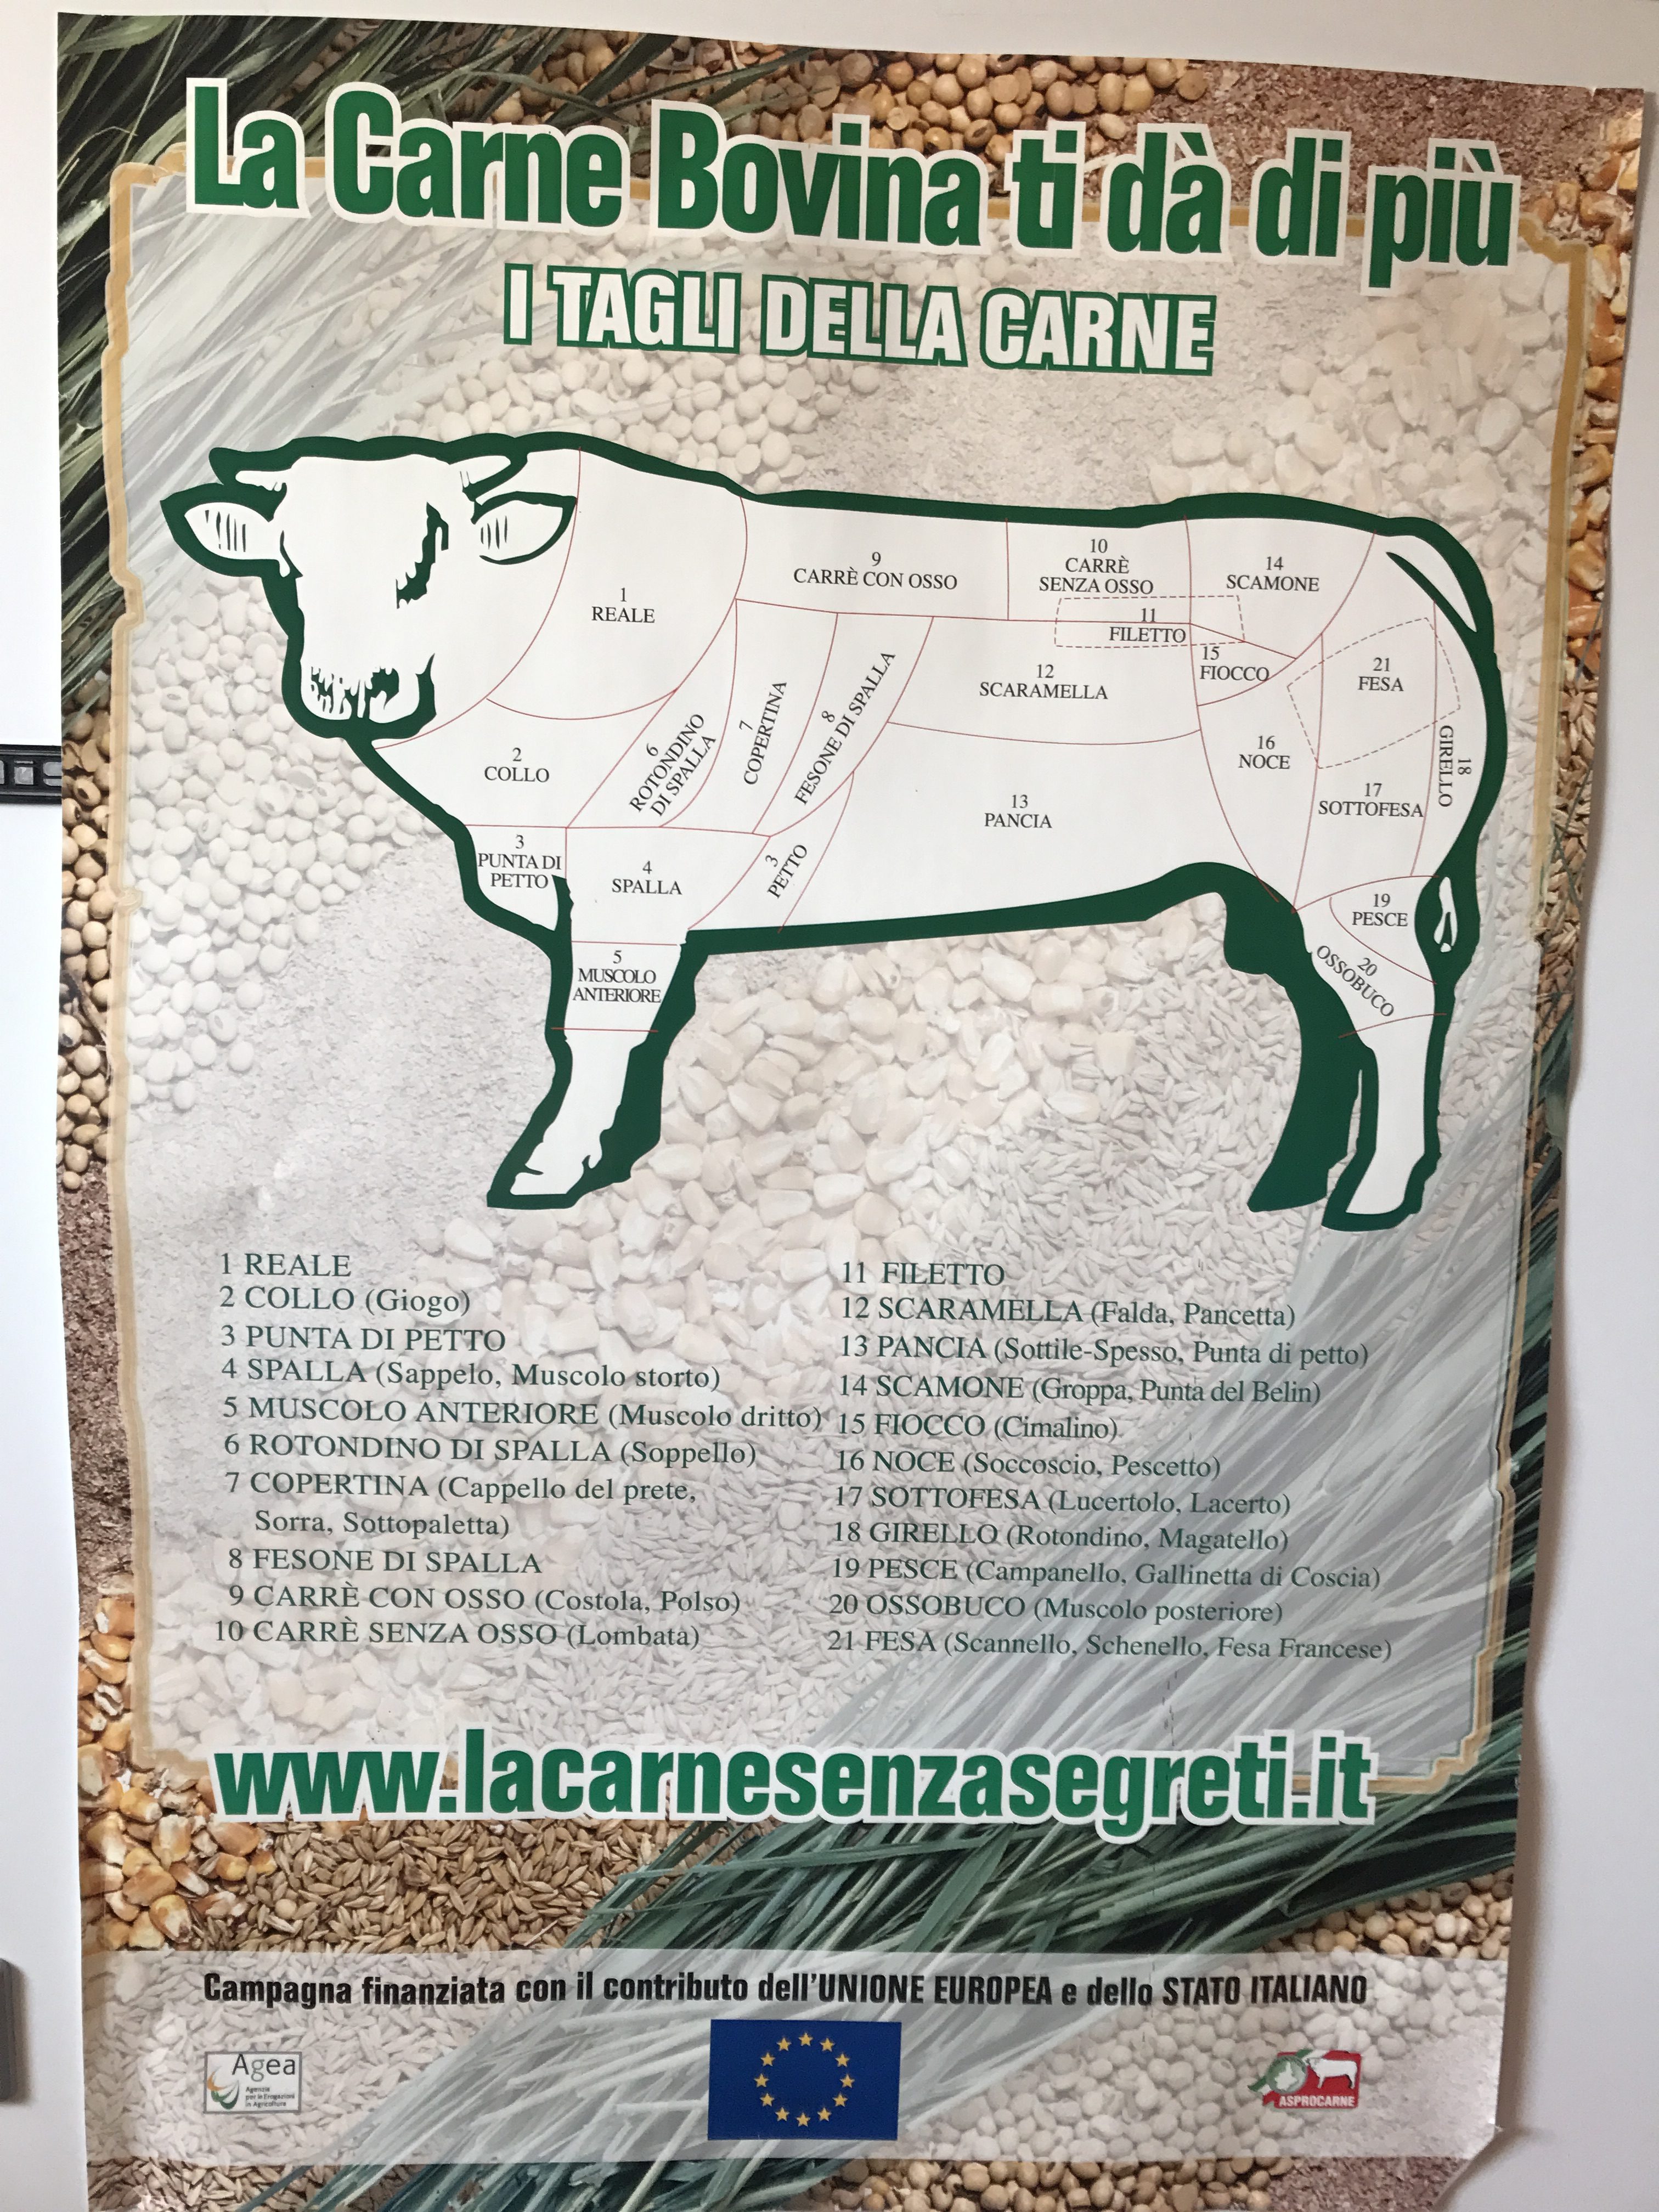 La Carne Bovina ti dà di più
I TAGLI DELLA CARNE
1
REALE
2
COLLO
3
PUNTA DI
PETTO
4
SPALLA
5
MUSCOLO
ANTERIORE
6
ROTONDINO
DI SPALLA
7
COPERTINA
8
FESONE DI SPALLA
3
PETTO
9
CARRÈ CON OSSO
10
CARRÈ
SENZA OSSO
11
FILETTO
12
SCARAMELLA
13
PANCIA
14
SCAMONE
15
FIOCCO
16
NOCE
21
FESA
17
SOTTOFESA
18
GIRELLO
19
PESCE
20
OSSOBUCO
1 REALE
2 COLLO (Giogo)
3 PUNTA DI PETTO
4 SPALLA (Sappelo, Muscolo storto)
5 MUSCOLO ANTERIORE (Muscolo dritto)
6 ROTONDINO DI SPALLA (Soppello)
7 COPERTINA (Cappello del prete,
Sorra, Sottopaletta)
8 FESONE DI SPALLA
9 CARRÈ CON OSSO (Costola, Polso)
10 CARRÈ SENZA OSSO (Lombata)
11 FILETTO
12 SCARAMELLA (Falda, Pancetta)
13 PANCIA (Sottile-Spesso, Punta di petto)
14 SCAMONE (Groppa, Punta del Belin)
15 FIOCCO (Cimalino)
16 NOCE (Soccoscio, Pescetto)
17 SOTTOFESA (Lucertolo, Lacerto)
18 GIRELLO (Rotondino, Magatello)
19 PESCE (Campanello, Gallinetta di Coscia)
20 OSSOBUCO (Muscolo posteriore)
21 FESA (Scannello, Schenello, Fesa Francese)
www.lacarnesenzasegreti.it
Campagna finanziata con il contributo dell'UNIONE EUROPEA e dello STATO ITALIANO
Agea
Agenzia
per le Erogazioni
in Agricoltura
ASPROCARNE